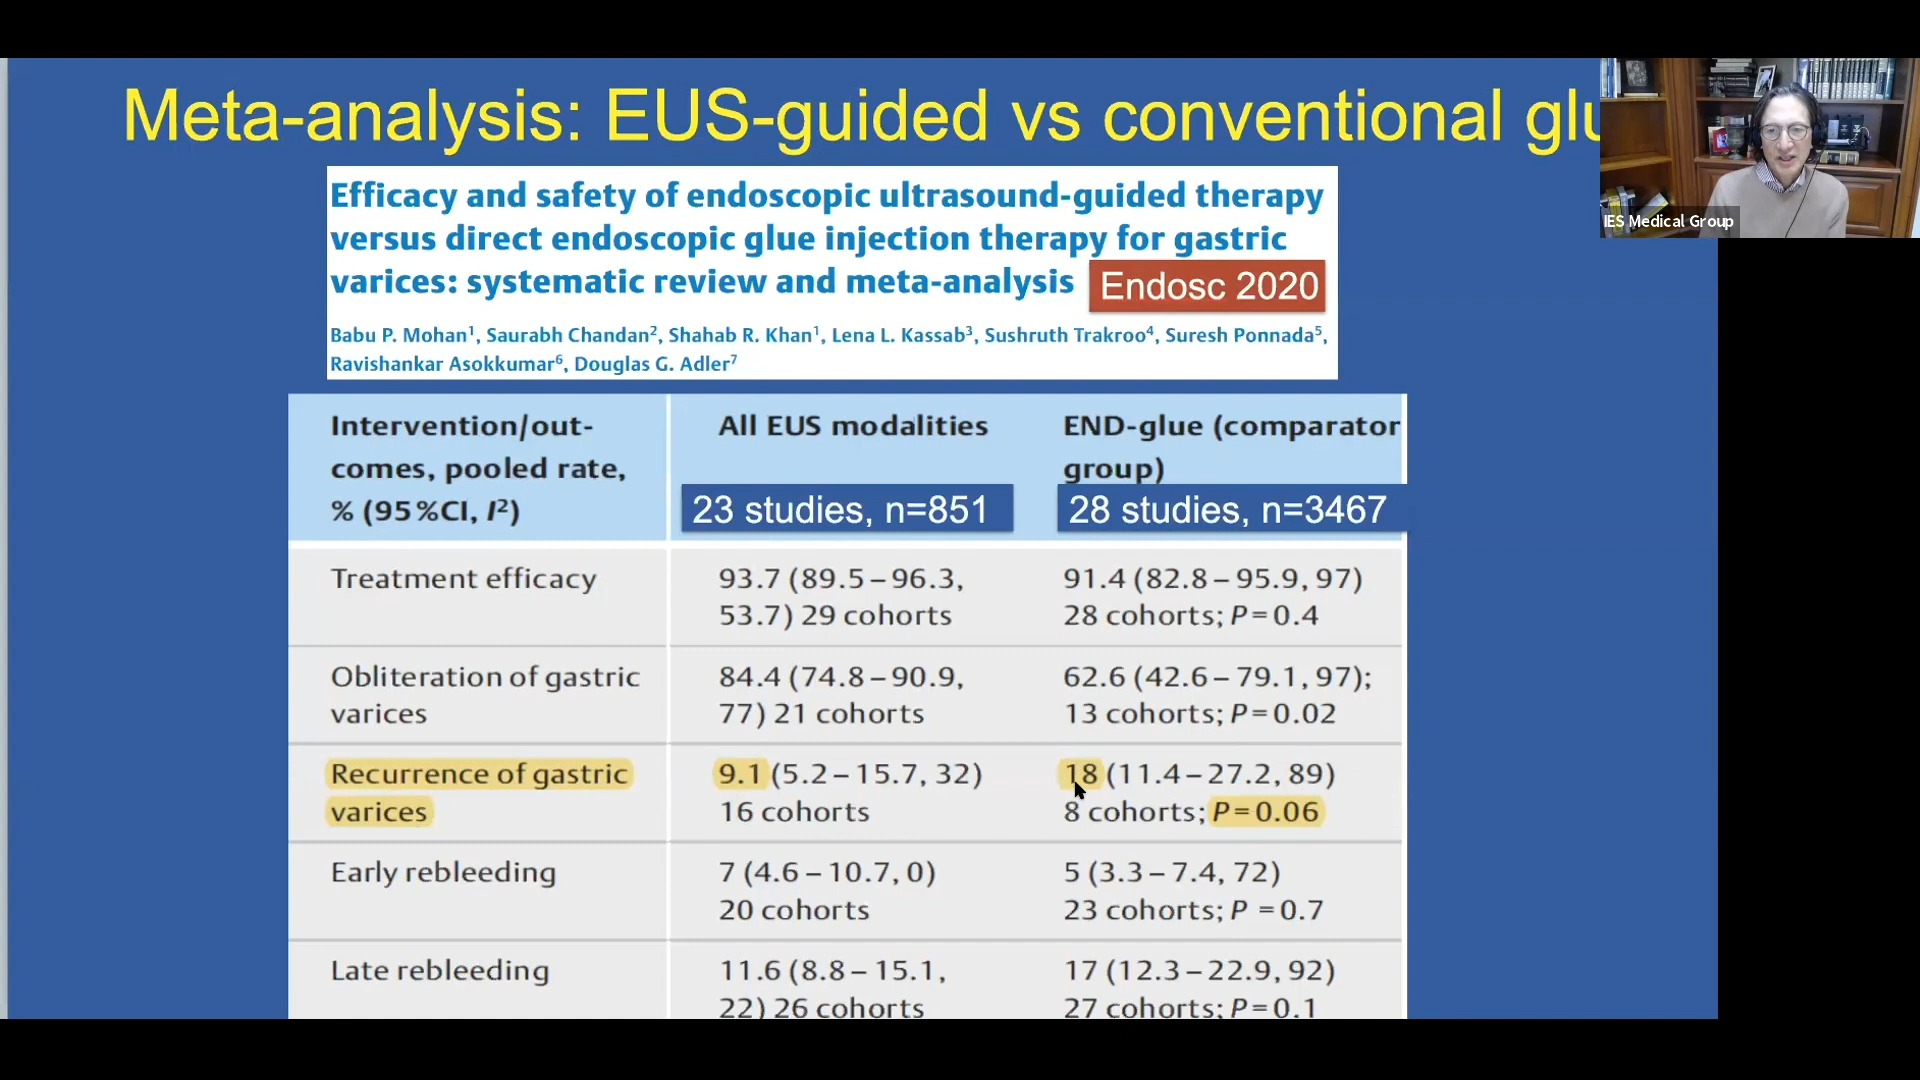 Meta-analysis: EUS-guided vs conventional glu
IES Medical Group
Efficacy and safety of endoscopic ultrasound-guided therapy
versus direct endoscopic glue injection therapy for gastric
varices: systematic review and meta-analysis Endosc 2020
Babu P. Mohan¹, Saurabh Chandan², Shahab R. Khan¹, Lena L. Kassab³, Sushruth Trakroo⁴, Suresh Ponnada⁵,
Ravishankar Asokkumar⁶, Douglas G. Adler⁷
Intervention/out-
comes, pooled rate,
% (95%CI, I²)
All EUS modalities
23 studies, n=851
END-glue (comparator
group)
28 studies, n=3467
Treatment efficacy
93.7 (89.5–96.3,
53.7) 29 cohorts
91.4 (82.8–95.9, 97)
28 cohorts; P=0.4
Obliteration of gastric
varices
84.4 (74.8–90.9,
77) 21 cohorts
62.6 (42.6–79.1, 97);
13 cohorts; P=0.02
Recurrence of gastric
varices
9.1 (5.2–15.7, 32)
16 cohorts
18 (11.4–27.2, 89)
8 cohorts; P=0.06
Early rebleeding
7 (4.6–10.7, 0)
20 cohorts
5 (3.3–7.4, 72)
23 cohorts; P =0.7
Late rebleeding
11.6 (8.8–15.1,
22) 26 cohorts
17 (12.3–22.9, 92)
27 cohorts; P=0.1